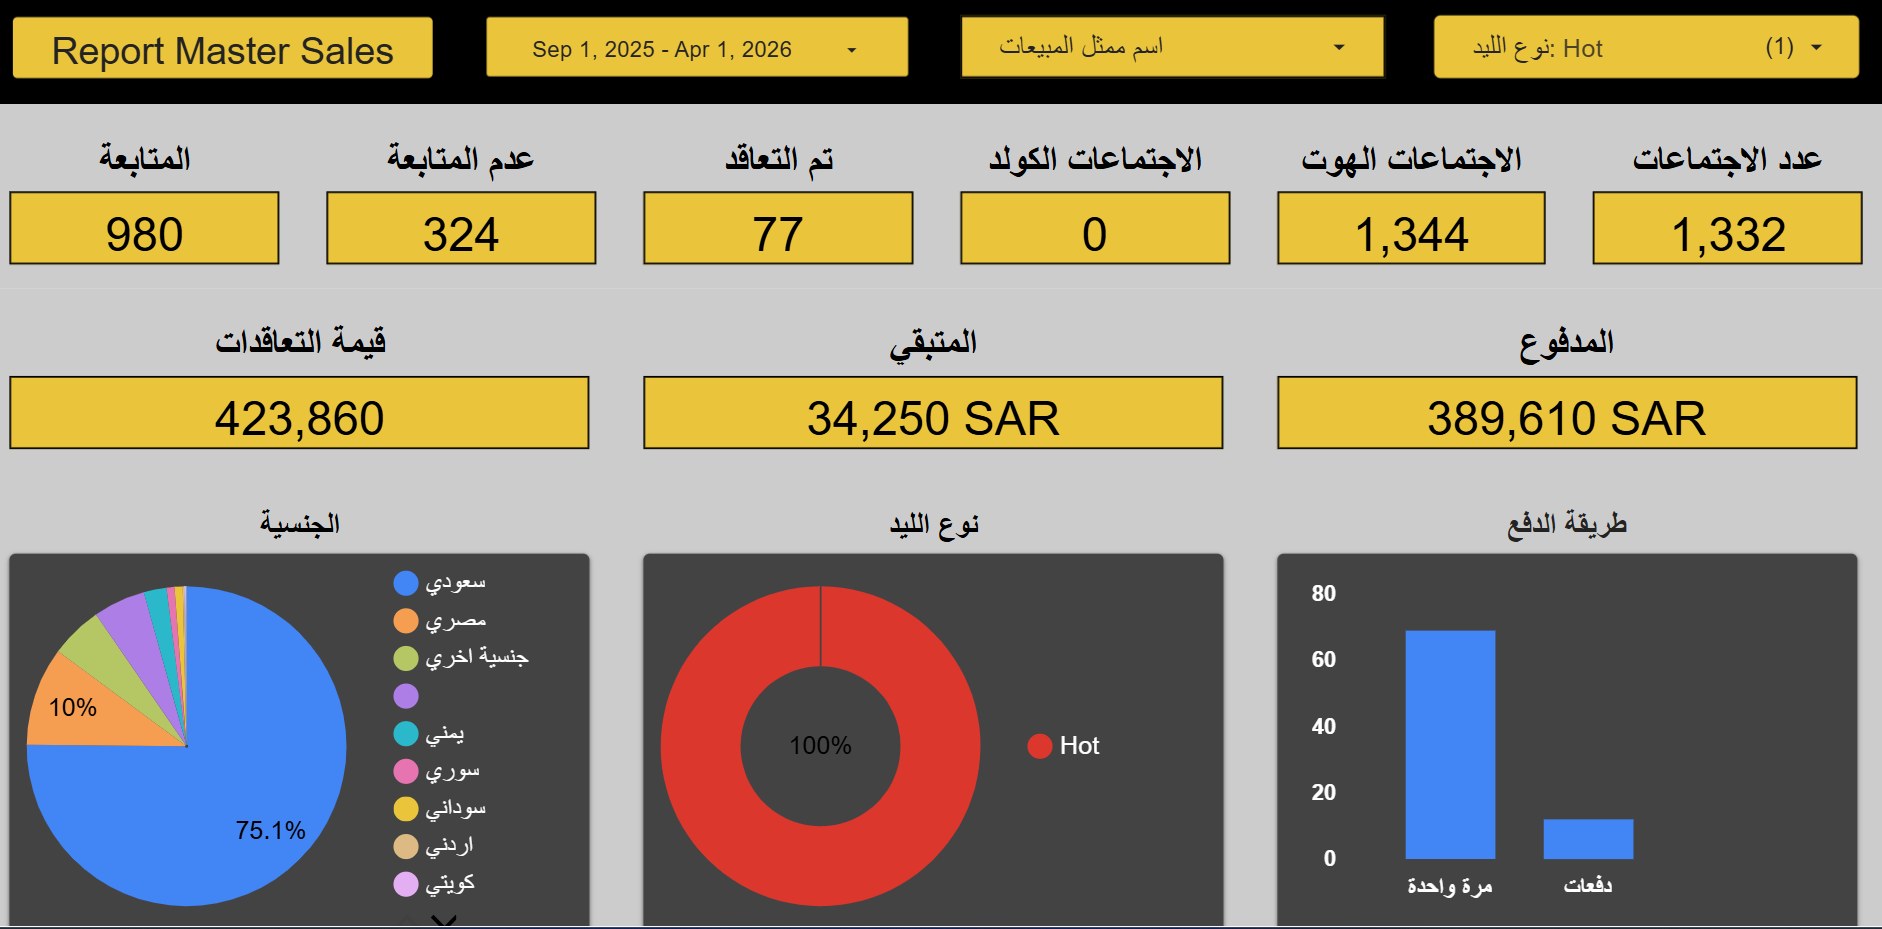 Report Master Sales
Sep 1, 2025 - Apr 1, 2026
اسم ممثل المبيعات
نوع الليد: Hot (1)
عدد الاجتماعات
1,332
الاجتماعات الهوت
1,344
الاجتماعات الكولد
0
تم التعاقد
77
عدم المتابعة
324
المتابعة
980
المدفوع
389,610 SAR
المتبقي
34,250 SAR
قيمة التعاقدات
423,860
طريقة الدفع
80
60
40
20
0
مرة واحدة
دفعات
نوع الليد
100%
Hot
الجنسية
10%
75.1%
سعودي
مصري
جنسية اخري
يمني
سوري
سوداني
اردني
كويتي